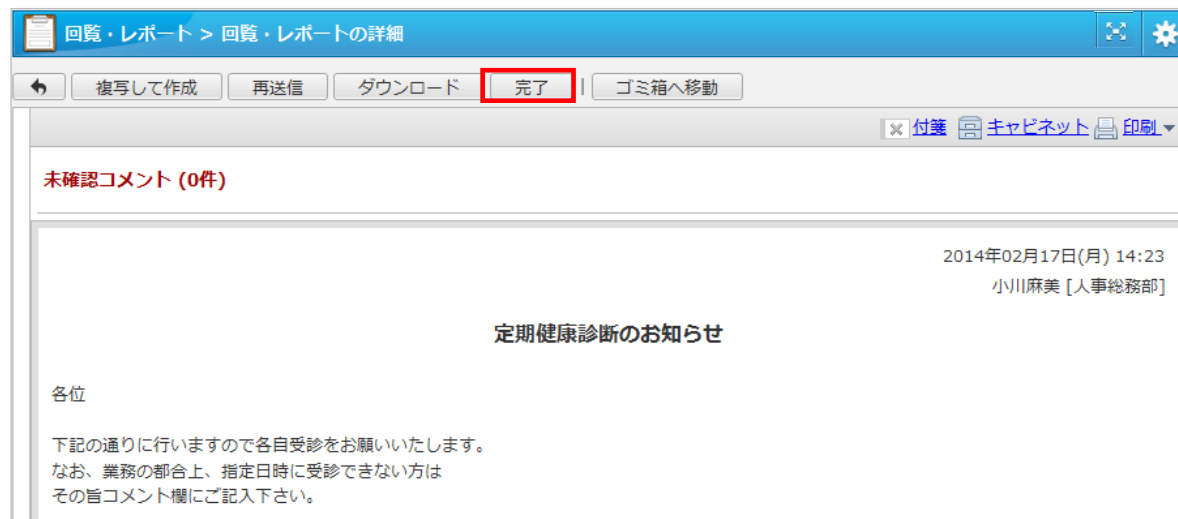 回覧・レポート > 回覧・レポートの詳細
複写して作成 再送信 ダウンロード 完了 | ゴミ箱へ移動
付箋 キャビネット 印刷
未確認コメント (0件)
2014年02月17日(月) 14:23
小川麻美 [人事総務部]
定期健康診断のお知らせ
各位
下記の通りに行いますので各自受診をお願いいたします。
なお、業務の都合上、指定日時に受診できない方は
その旨コメント欄にご記入下さい。